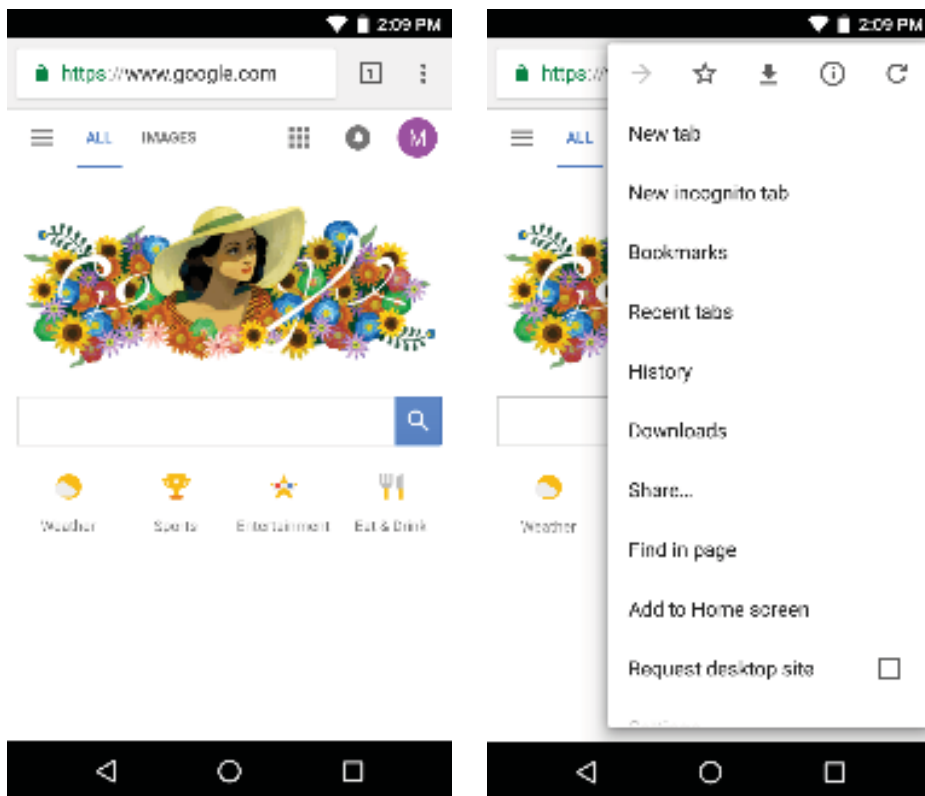 2:09 PM
https://www.google.com
1
ALL IMAGES
M
Weather Sports Entertainment Eat & Drink
2:09 PM
https://
ALL
New tab
New incognito tab
Bookmarks
Recent tabs
History
Downloads
Share...
Find in page
Add to Home screen
Request desktop site
Weather